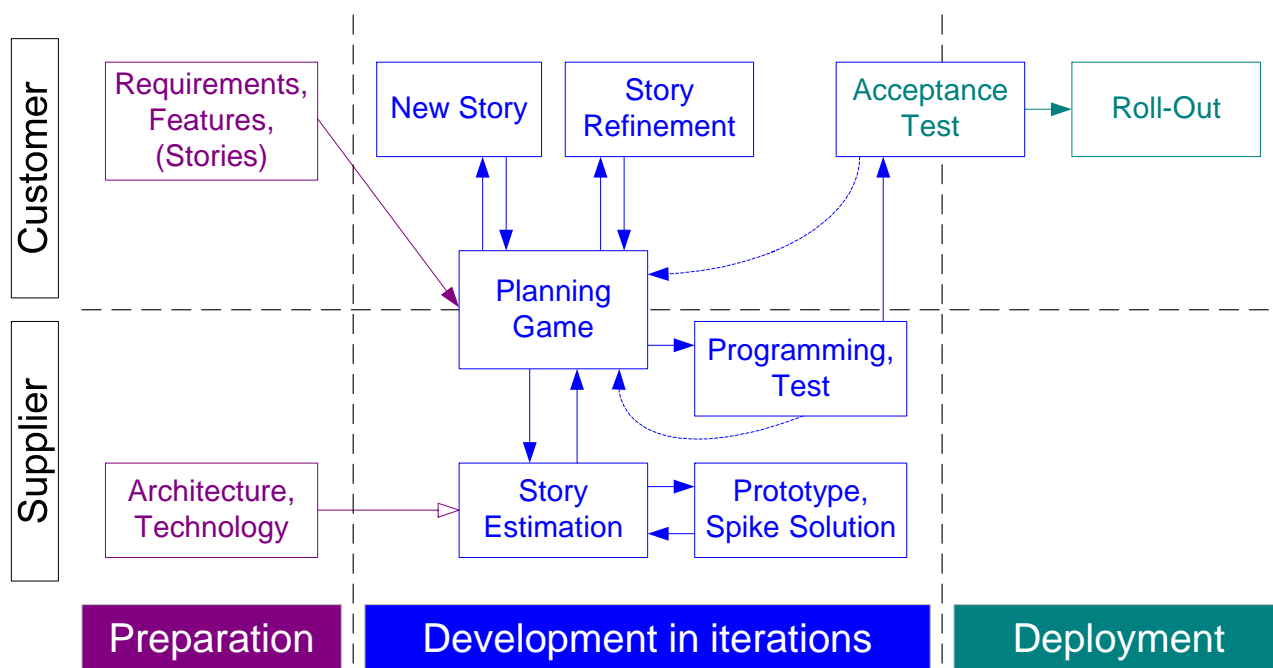 Customer
Requirements,
Features,
(Stories)
New Story
Story
Refinement
Acceptance
Test
Roll-Out
Planning
Game
Supplier
Programming,
Test
Architecture,
Technology
Story
Estimation
Prototype,
Spike Solution
Preparation
Development in iterations
Deployment